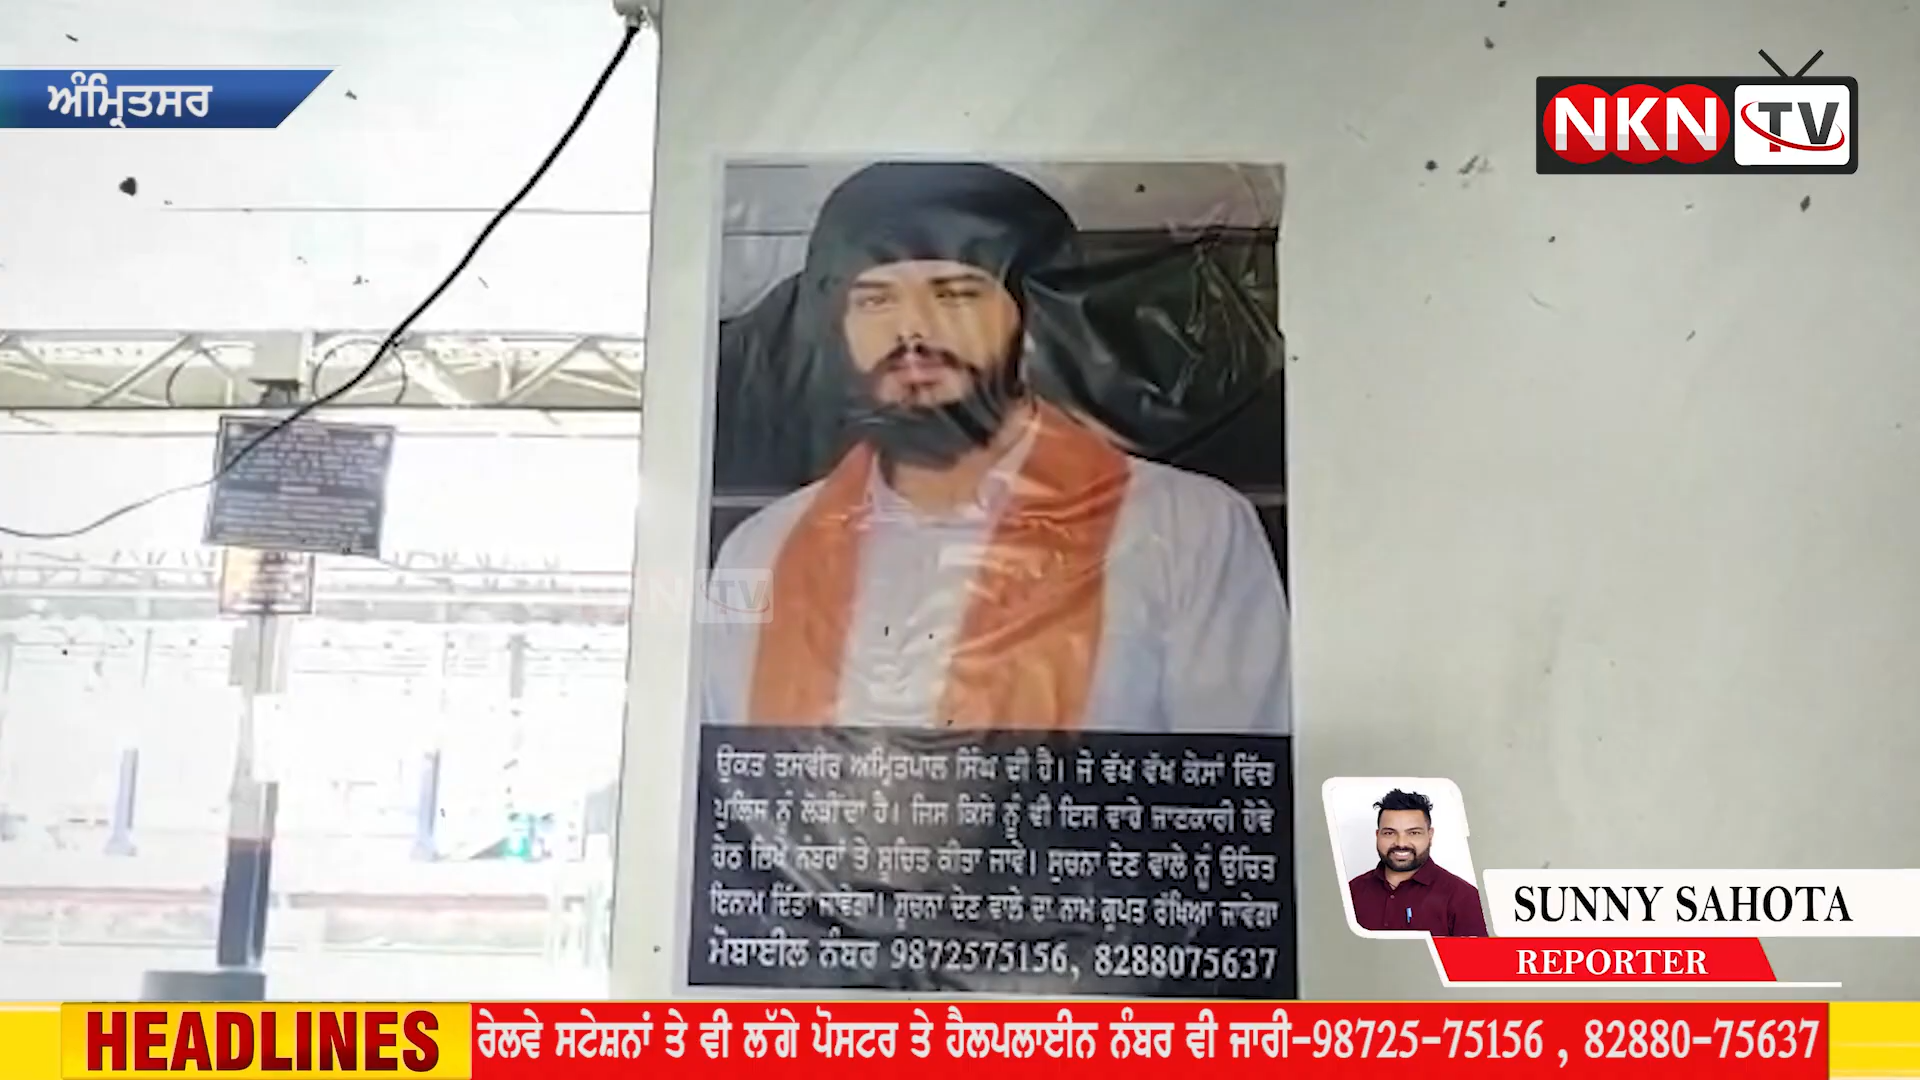 ਅੰਮ੍ਰਿਤਸਰ
NKN TV
ਉਕਤ ਤਸਵੀਰ ਅਮ੍ਰਿਤਪਾਲ ਸਿੰਘ ਦੀ ਹੈ। ਜੋ ਵੱਖ ਵੱਖ ਕੇਸਾਂ ਵਿੱਚ
ਪੁਲਿਸ ਨੂੰ ਲੋੜੀਂਦਾ ਹੈ। ਜਿਸ ਕਿਸੇ ਨੂੰ ਵੀ ਇਸ ਵਾਰੇ ਜਾਣਕਾਰੀ ਹੋਵੇ
ਹੇਠ ਲਿਖੇ ਨੰਬਰਾਂ ਤੇ ਸੂਚਿਤ ਕੀਤਾ ਜਾਵੇ। ਸੂਚਨਾ ਦੇਣ ਵਾਲੇ ਨੂੰ ਉਚਿਤ
ਇਨਾਮ ਦਿੱਤਾ ਜਾਵੇਗਾ। ਸੂਚਨਾ ਦੇਣ ਵਾਲੇ ਦਾ ਨਾਮ ਗੁਪਤ ਰੱਖਿਆ ਜਾਵੇਗਾ
ਮੋਬਾਈਲ ਨੰਬਰ 9872575156, 8288075637
SUNNY SAHOTA
REPORTER
HEADLINES
ਰੇਲਵੇ ਸਟੇਸ਼ਨਾਂ ਤੇ ਵੀ ਲੱਗੇ ਪੋਸਟਰ ਤੇ ਹੈਲਪਲਾਈਨ ਨੰਬਰ ਵੀ ਜਾਰੀ-98725-75156 , 82880-75637